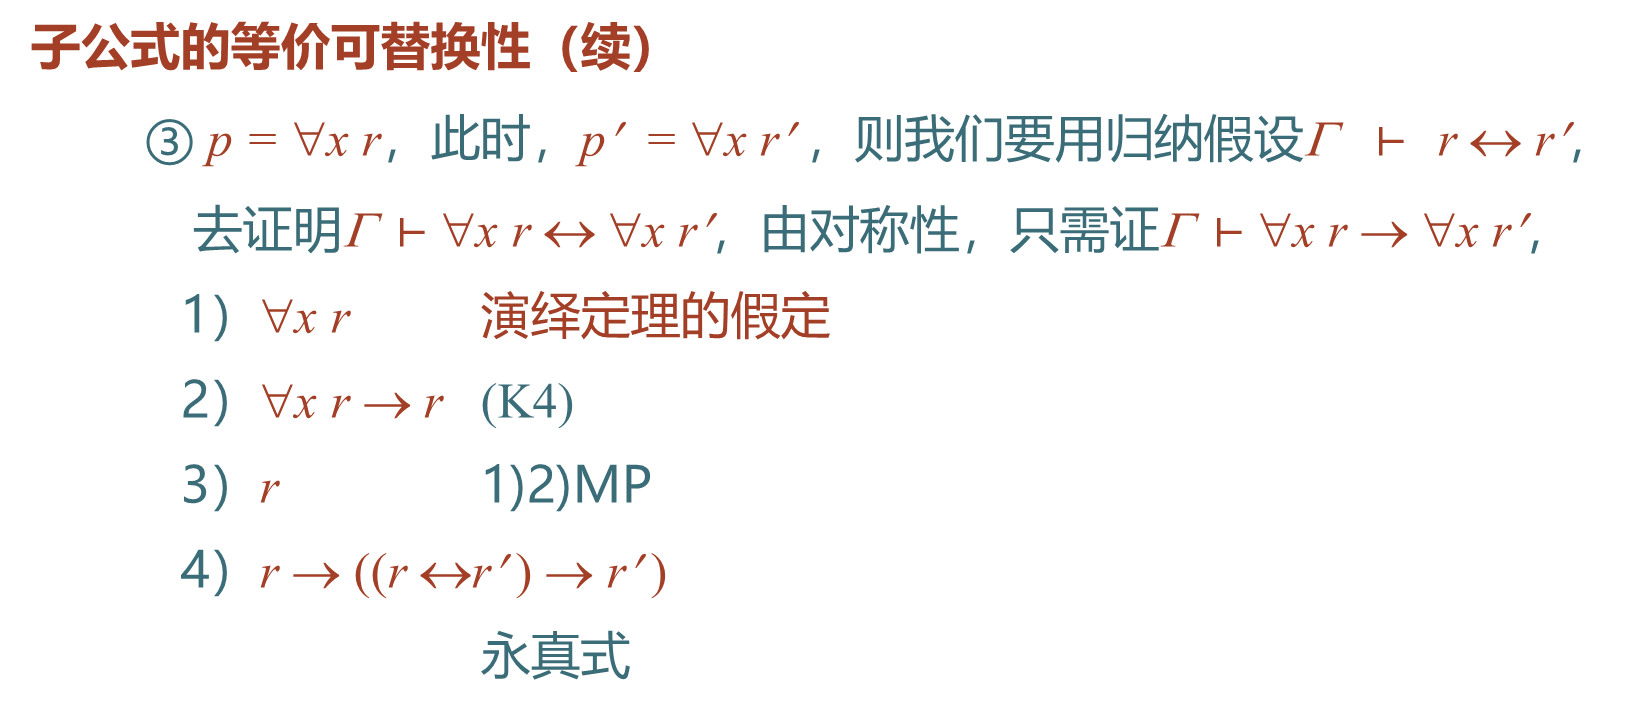 子公式的等价可替换性（续）
③ p = ∀x r，此时，p′ = ∀x r′，则我们要用归纳假设Γ ⊢ r ↔ r′,
去证明Γ ⊢ ∀x r ↔ ∀x r′，由对称性，只需证Γ ⊢ ∀x r → ∀x r′,
1）∀x r 演绎定理的假定
2）∀x r → r (K4)
3）r 1)2)MP
4）r → ((r ↔r′) → r′)
永真式